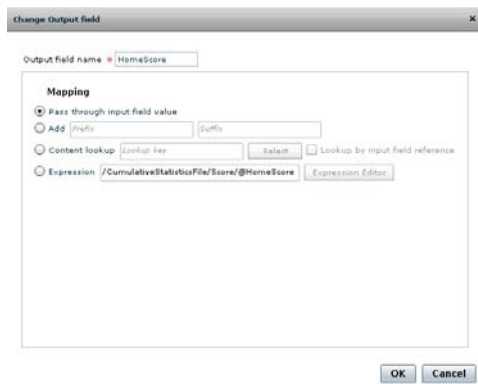 Change Output field ×
Output field name * HomeScore
Mapping
Pass through input field value
Add Prefix Suffix
Content lookup Lookup key Select Lookup by input field reference
Expression /CumulativeStatisticsFile/Score/@HomeScore Expression Editor
OK Cancel